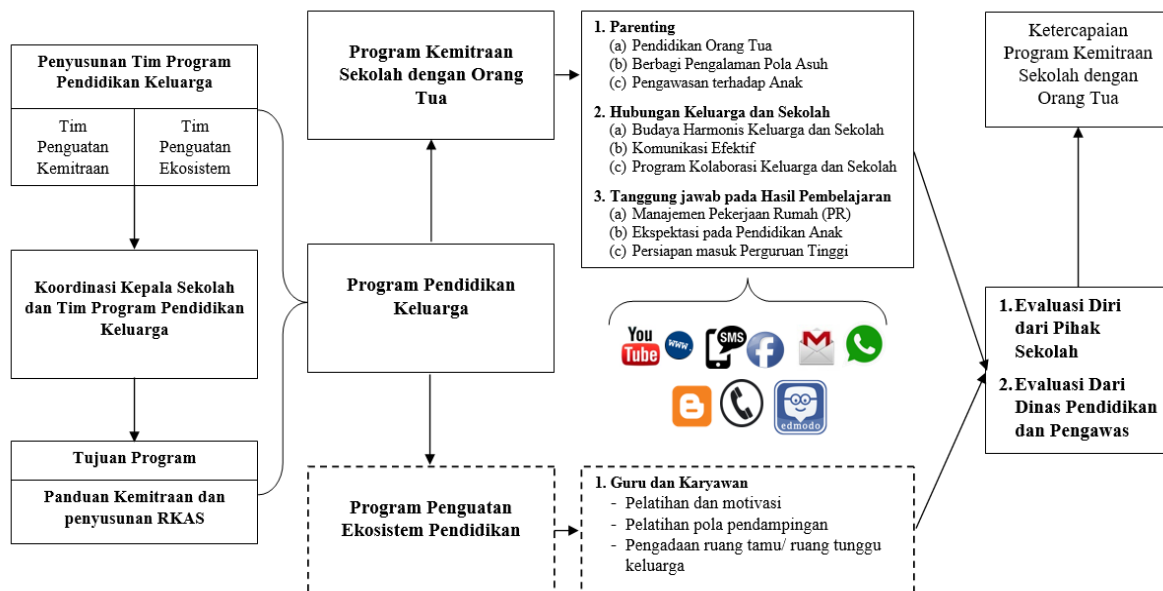 Penyusunan Tim Program
Pendidikan Keluarga
Tim
Penguatan
Kemitraan
Tim
Penguatan
Ekosistem
Koordinasi Kepala Sekolah
dan Tim Program Pendidikan
Keluarga
Tujuan Program
Panduan Kemitraan dan
penyusunan RKAS
Program Kemitraan
Sekolah dengan Orang
Tua
Program Pendidikan
Keluarga
Program Penguatan
Ekosistem Pendidikan
1. Parenting
(a) Pendidikan Orang Tua
(b) Berbagi Pengalaman Pola Asuh
(c) Pengawasan terhadap Anak
2. Hubungan Keluarga dan Sekolah
(a) Budaya Harmonis Keluarga dan Sekolah
(b) Komunikasi Efektif
(c) Program Kolaborasi Keluarga dan Sekolah
3. Tanggung jawab pada Hasil Pembelajaran
(a) Manajemen Pekerjaan Rumah (PR)
(b) Ekspektasi pada Pendidikan Anak
(c) Persiapan masuk Perguruan Tinggi
You
Tube
www.
SMS
edmodo
1. Guru dan Karyawan
- Pelatihan dan motivasi
- Pelatihan pola pendampingan
- Pengadaan ruang tamu/ ruang tunggu
keluarga
Ketercapaian
Program Kemitraan
Sekolah dengan
Orang Tua
1. Evaluasi Diri
dari Pihak
Sekolah
2. Evaluasi Dari
Dinas Pendidikan
dan Pengawas